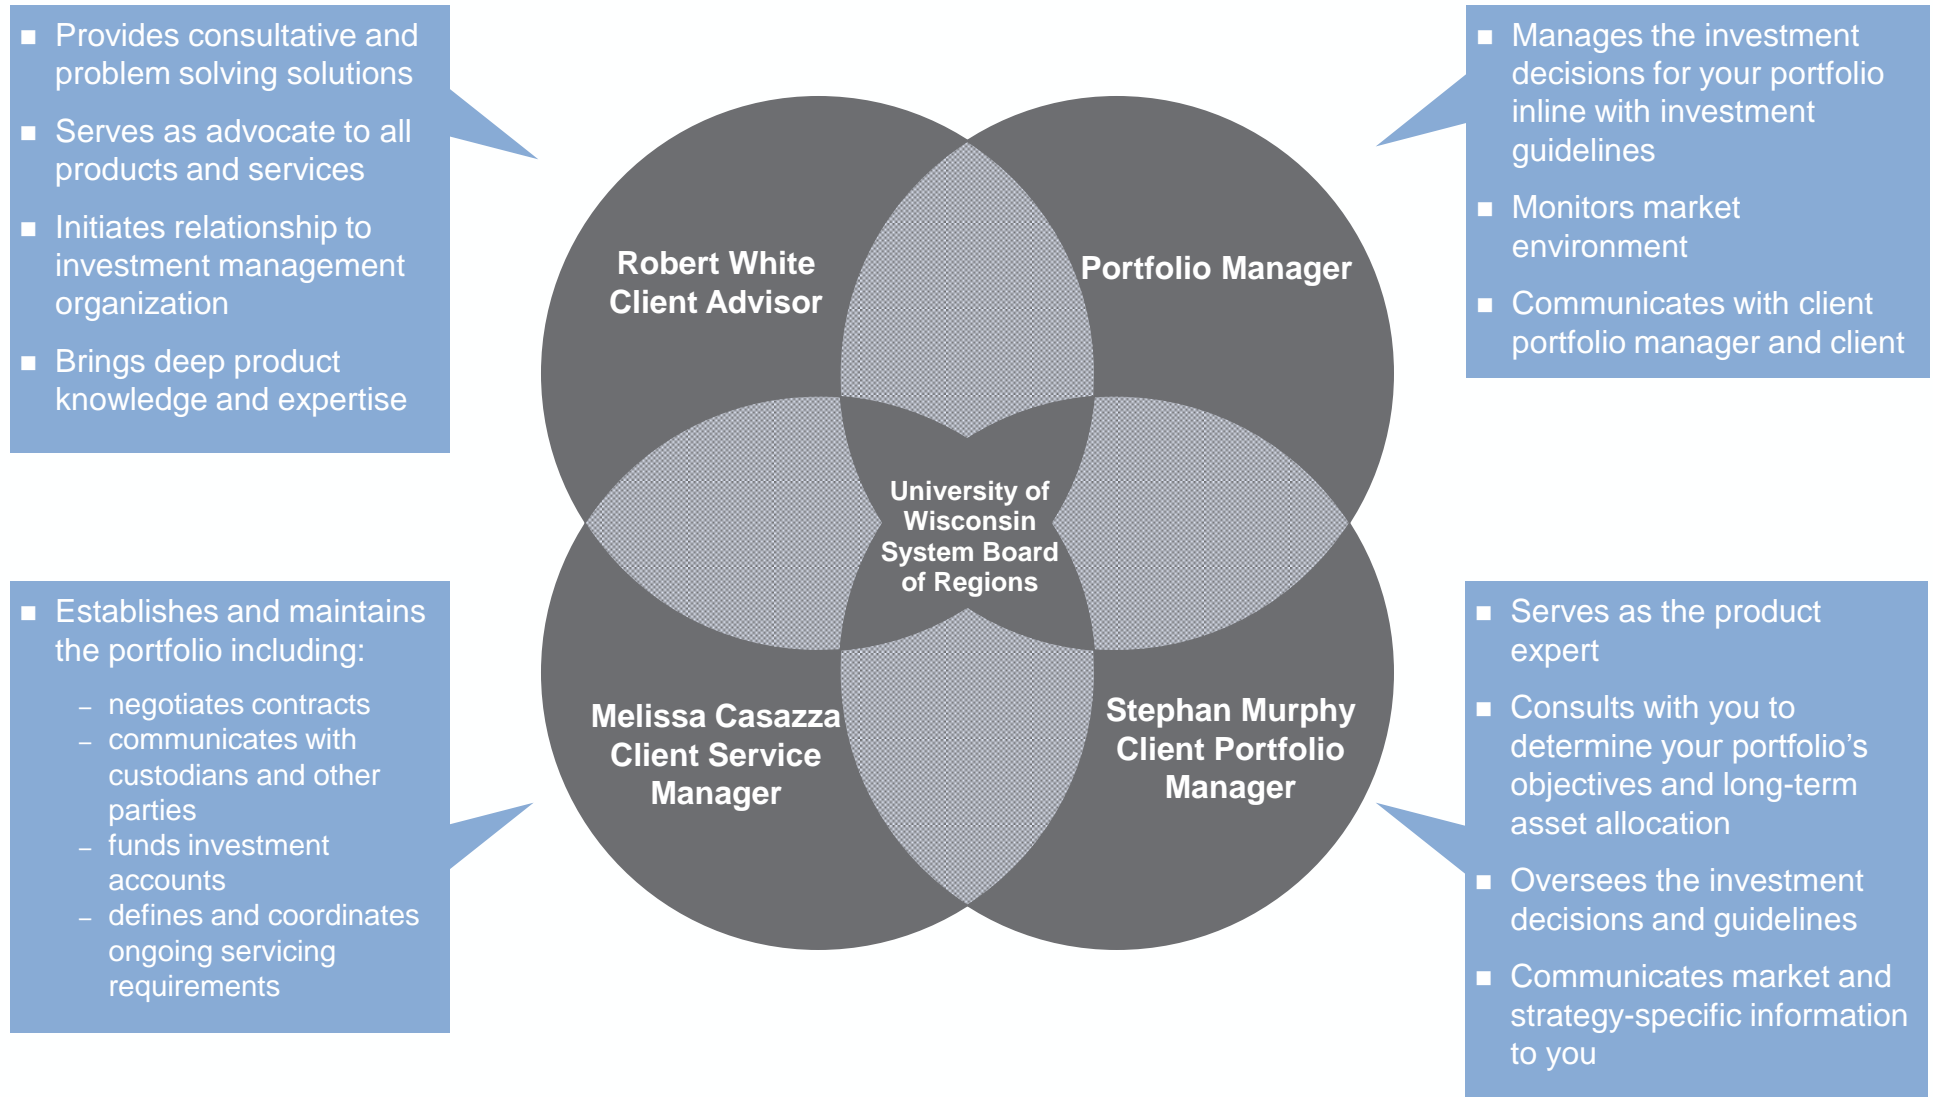 Provides consultative and
problem solving solutions
Serves as advocate to all
products and services
Initiates relationship to
investment management
organization
Brings deep product
knowledge and expertise
Manages the investment
decisions for your portfolio
inline with investment
guidelines
Monitors market
environment
Communicates with client
portfolio manager and client
Robert White
Client Advisor
Portfolio Manager
University of
Wisconsin
System Board
of Regions
Melissa Casazza
Client Service
Manager
Stephan Murphy
Client Portfolio
Manager
Establishes and maintains
the portfolio including:
– negotiates contracts
– communicates with
custodians and other
parties
– funds investment
accounts
– defines and coordinates
ongoing servicing
requirements
Serves as the product
expert
Consults with you to
determine your portfolio’s
objectives and long-term
asset allocation
Oversees the investment
decisions and guidelines
Communicates market and
strategy-specific information
to you